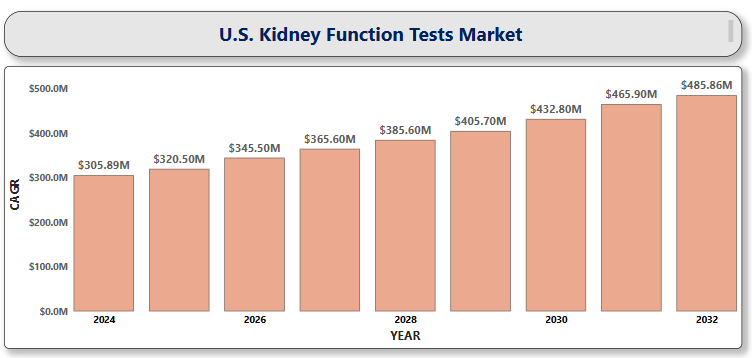 U.S. Kidney Function Tests Market
$500.0M
$400.0M
$300.0M
$200.0M
$100.0M
$0.0M
CAGR
$305.89M
$320.50M
$345.50M
$365.60M
$385.60M
$405.70M
$432.80M
$465.90M
$485.86M
2024
2026
2028
2030
2032
YEAR